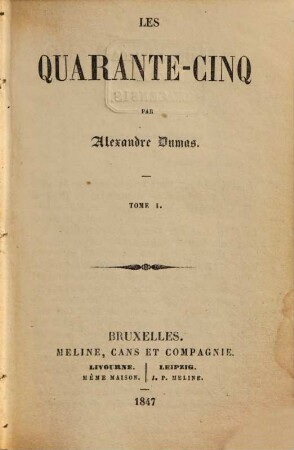 LES
QUARANTE-CINQ
PAR
Alexandre Dumas.
TOME 1.
BRUXELLES.
MELINE, CANS ET COMPAGNIE.
LIVOURNE. LEIPZIG.
MÊME MAISON. J. P. MELINE.
1847